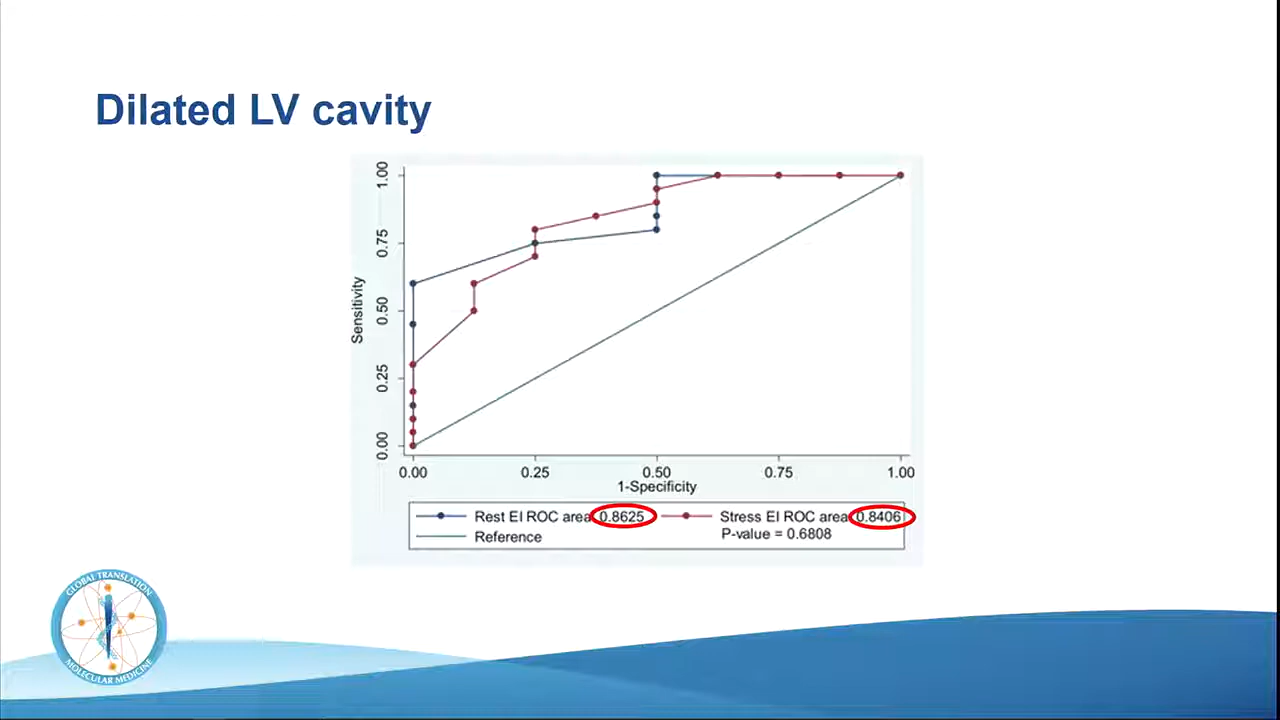 Dilated LV cavity
1.00
0.75
0.50
0.25
0.00
Sensitivity
0.00 0.25 0.50 0.75 1.00
1-Specificity
Rest EI ROC area 0.8625
Stress EI ROC area 0.8406
Reference
P-value = 0.6808
GLOBAL TRANSLATION
MOLECULAR MEDICINE